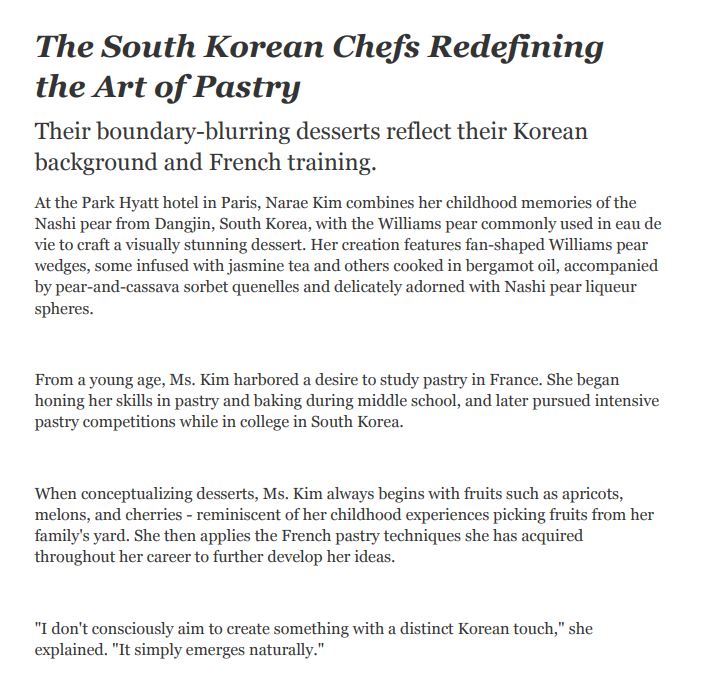 The South Korean Chefs Redefining
the Art of Pastry
Their boundary-blurring desserts reflect their Korean
background and French training.
At the Park Hyatt hotel in Paris, Narae Kim combines her childhood memories of the
Nashi pear from Dangjin, South Korea, with the Williams pear commonly used in eau de
vie to craft a visually stunning dessert. Her creation features fan-shaped Williams pear
wedges, some infused with jasmine tea and others cooked in bergamot oil, accompanied
by pear-and-cassava sorbet quenelles and delicately adorned with Nashi pear liqueur
spheres.
From a young age, Ms. Kim harbored a desire to study pastry in France. She began
honing her skills in pastry and baking during middle school, and later pursued intensive
pastry competitions while in college in South Korea.
When conceptualizing desserts, Ms. Kim always begins with fruits such as apricots,
melons, and cherries - reminiscent of her childhood experiences picking fruits from her
family's yard. She then applies the French pastry techniques she has acquired
throughout her career to further develop her ideas.
"I don't consciously aim to create something with a distinct Korean touch," she
explained. "It simply emerges naturally."